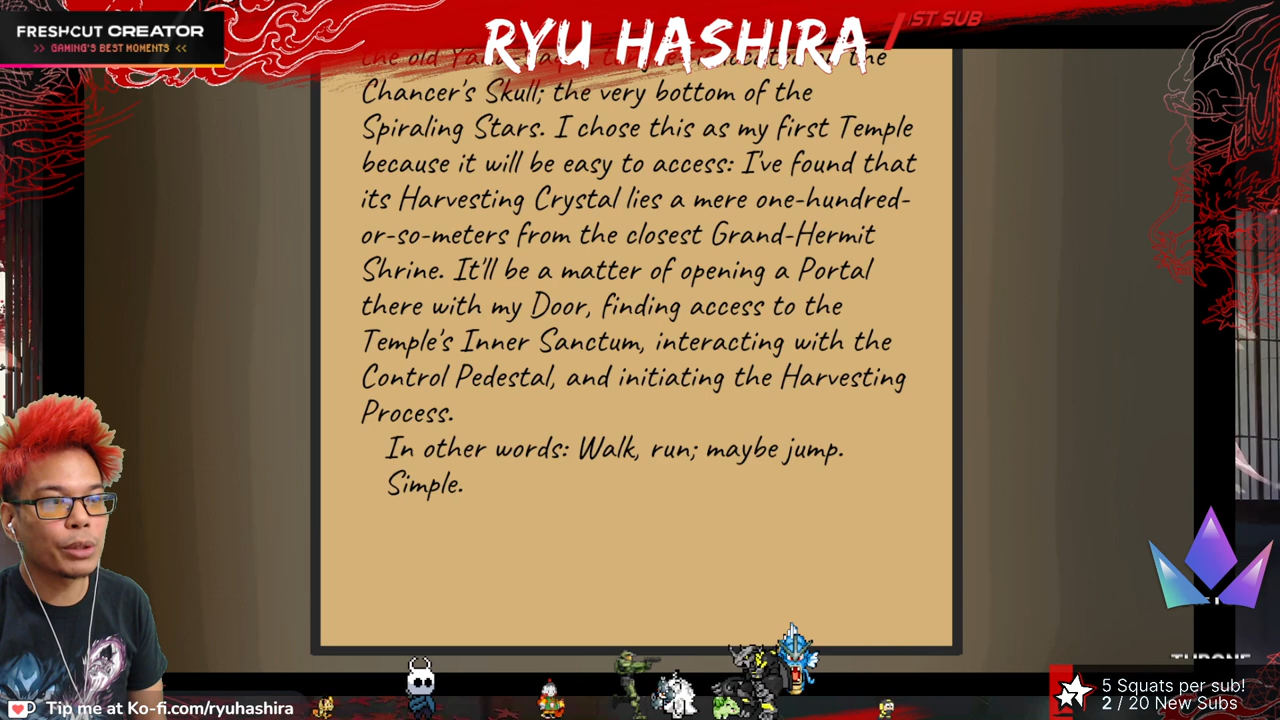 FRESHCUT CREATOR
>> GAMING'S BEST MOMENTS <<
RYU HASHIRA
ST SUB
the old
the
Chancer's Skull; the very bottom of the
Spiraling Stars. I chose this as my first Temple
because it will be easy to access: I've found that
its Harvesting Crystal lies a mere one-hundred-
or-so-meters from the closest Grand-Hermit
Shrine. It'll be a matter of opening a Portal
there with my Door, finding access to the
Temple's Inner Sanctum, interacting with the
Control Pedestal, and initiating the Harvesting
Process.
In other words: Walk, run; maybe jump.
Simple.
Tip me at Ko-fi.com/ryuhashira
5 Squats per sub!
2 / 20 New Subs